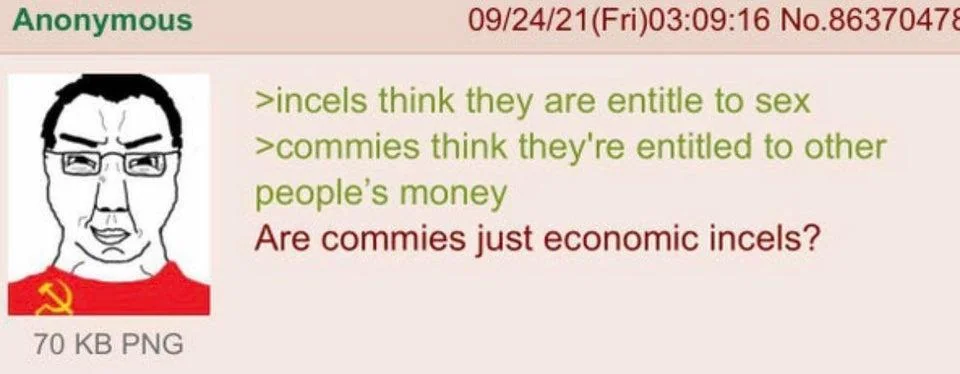 Anonymous 09/24/21(Fri)03:09:16 No.86370478
>incels think they are entitle to sex
>commies think they're entitled to other
people’s money
Are commies just economic incels?
70 KB PNG